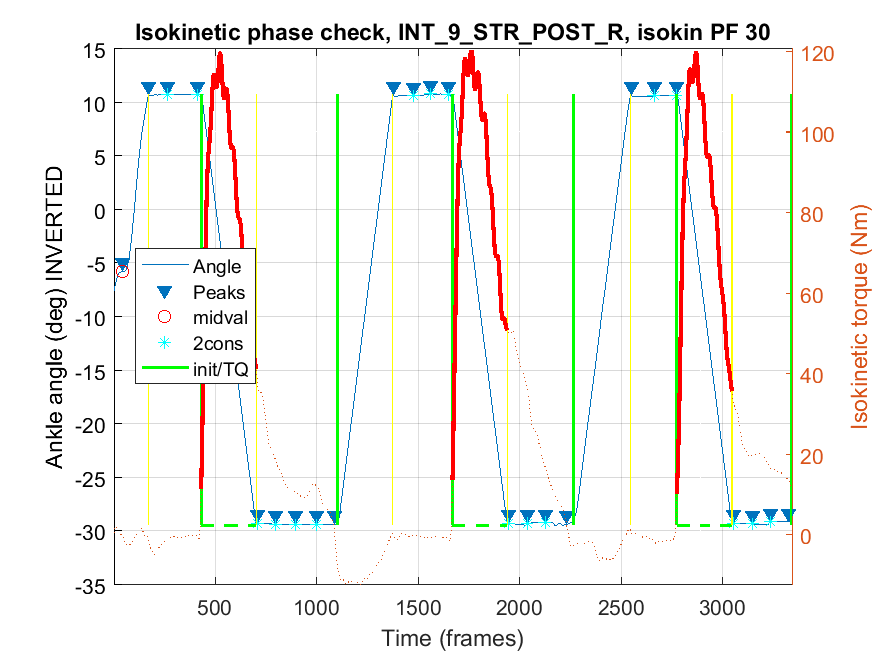 Isokinetic phase check, INT_9_STR_POST_R, isokin PF 30
Ankle angle (deg) INVERTED
15
10
5
0
-5
-10
-15
-20
-25
-30
-35
Angle
Peaks
midval
2cons
init/TQ
120
100
80
60
40
20
0
Isokinetic torque (Nm)
500
1000
1500
2000
2500
3000
Time (frames)